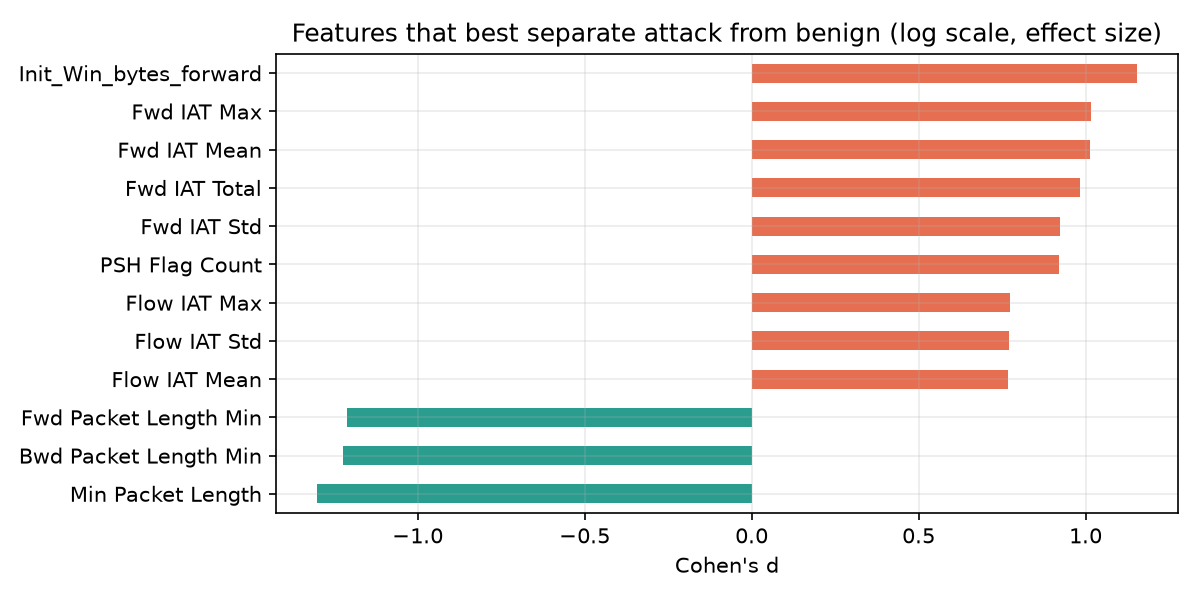 Features that best separate attack from benign (log scale, effect size)
Init_Win_bytes_forward
Fwd IAT Max
Fwd IAT Mean
Fwd IAT Total
Fwd IAT Std
PSH Flag Count
Flow IAT Max
Flow IAT Std
Flow IAT Mean
Fwd Packet Length Min
Bwd Packet Length Min
Min Packet Length
−1.0 −0.5 0.0 0.5 1.0
Cohen's d